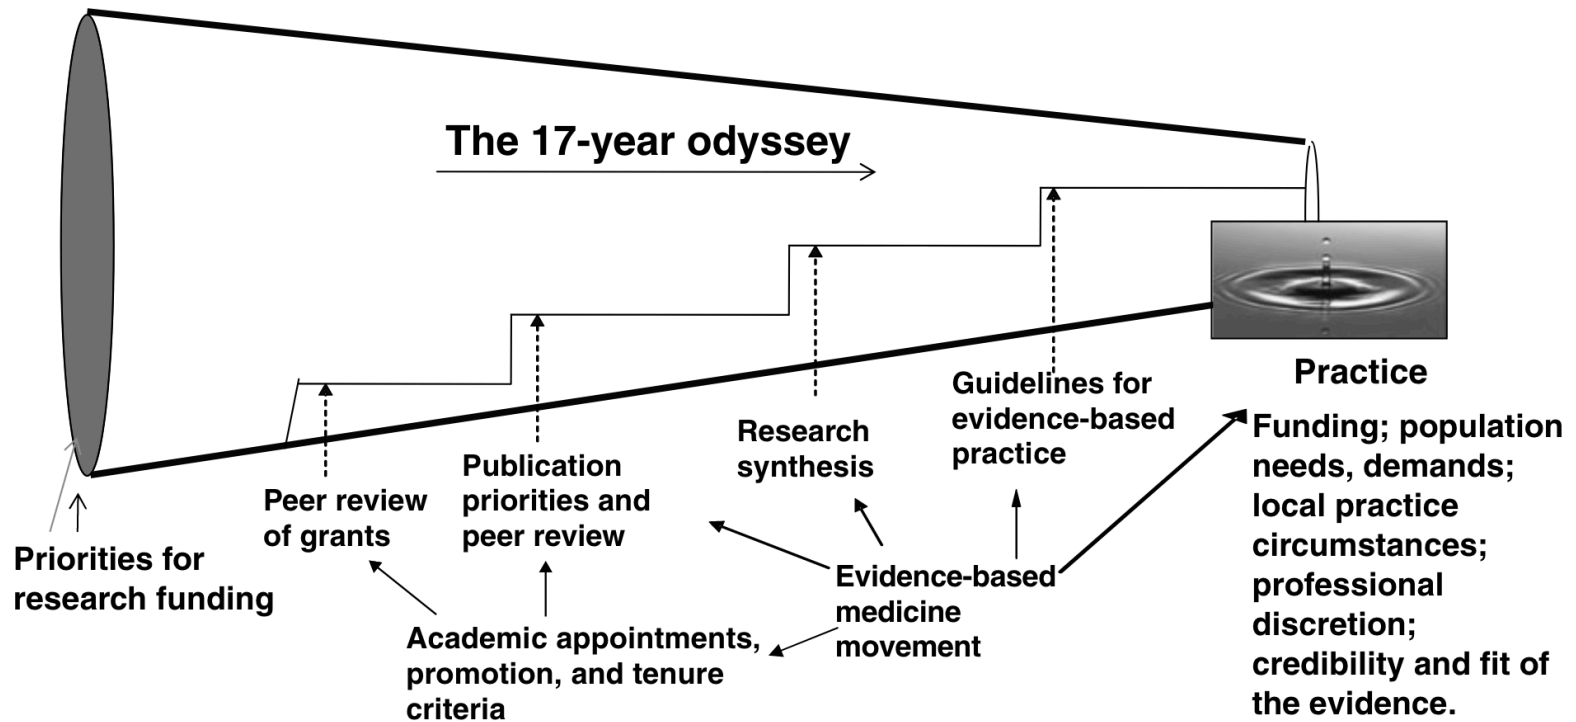 The 17-year odyssey
Priorities for
research funding
Peer review
of grants
Publication
priorities and
peer review
Research
synthesis
Guidelines for
evidence-based
practice
Academic appointments,
promotion, and tenure
criteria
Evidence-based
medicine
movement
Practice
Funding; population
needs, demands;
local practice
circumstances;
professional
discretion;
credibility and fit of
the evidence.